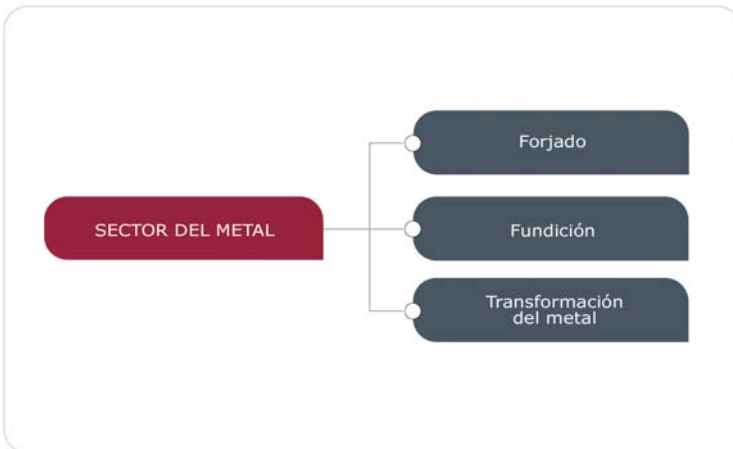 SECTOR DEL METAL
Forjado
Fundición
Transformación
del metal